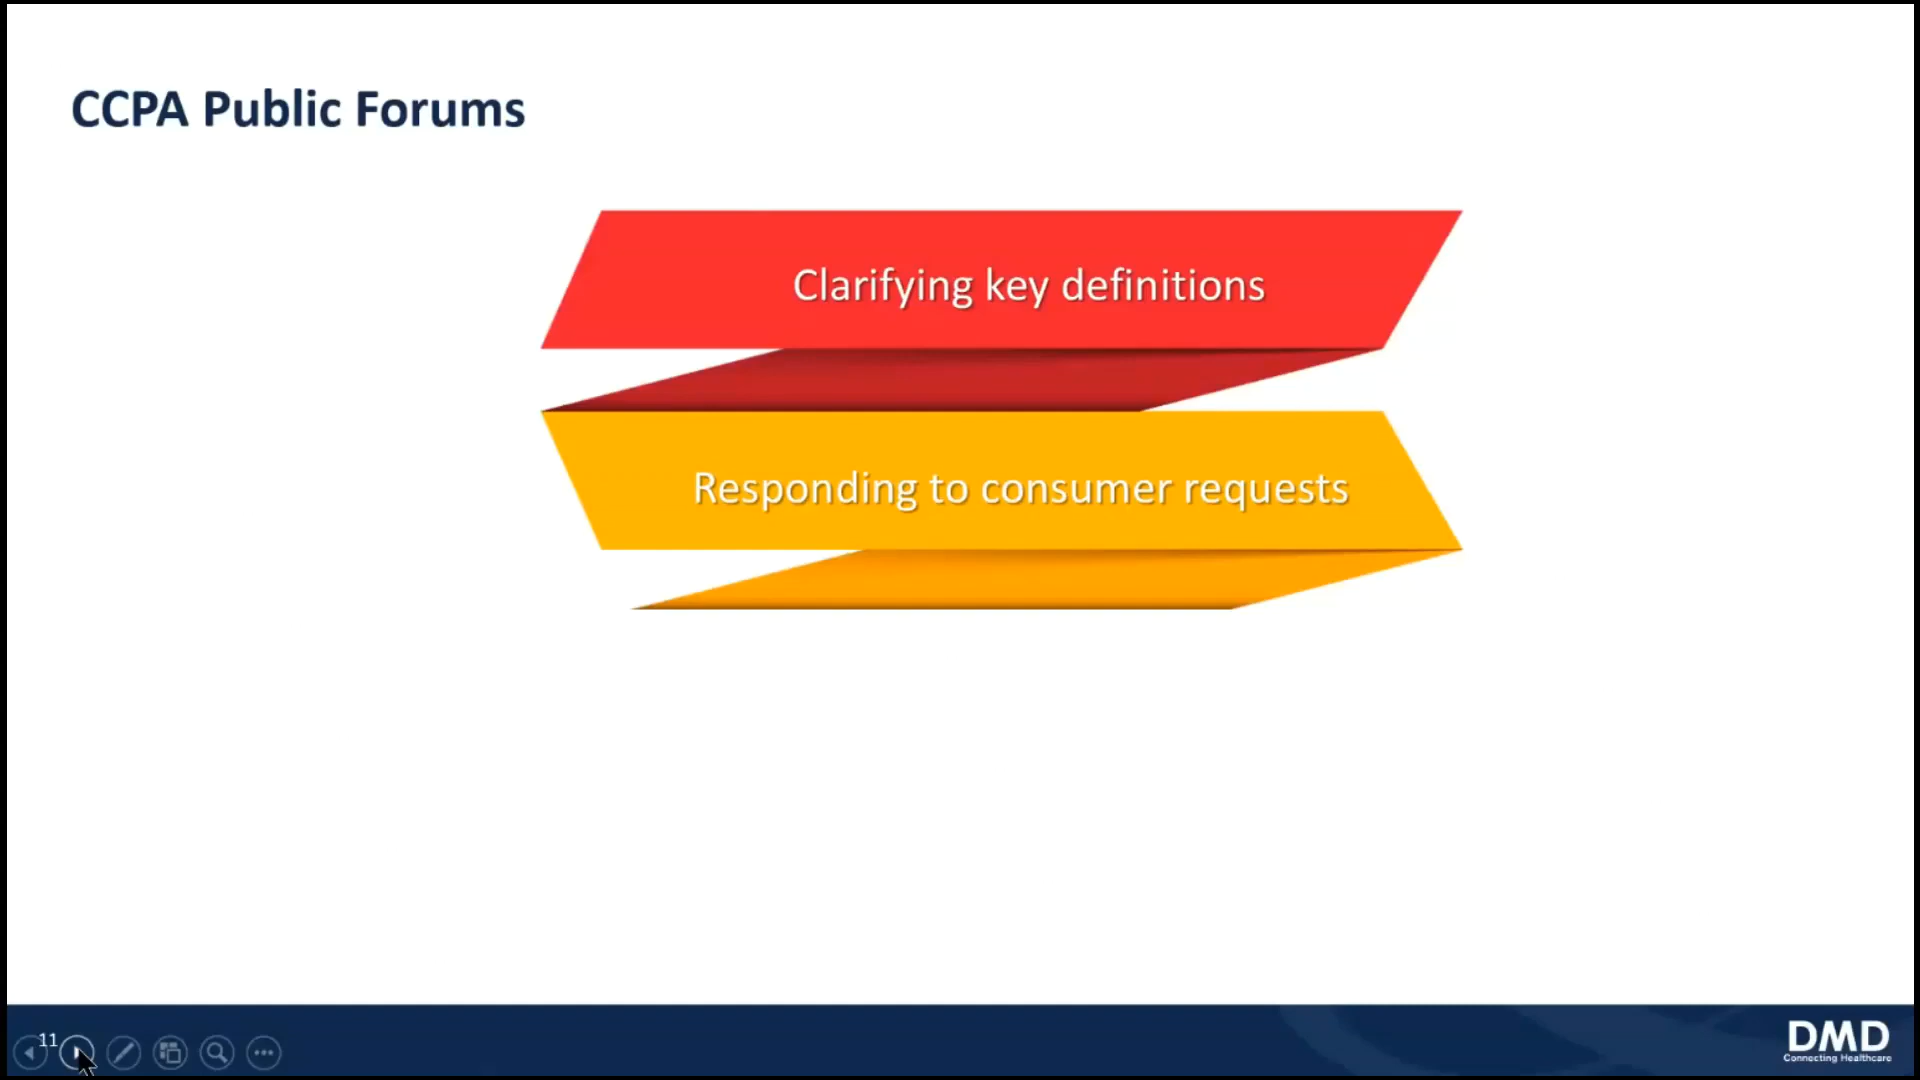 CCPA Public Forums
Clarifying key definitions
Responding to consumer requests
11
DMD
Connecting Healthcare